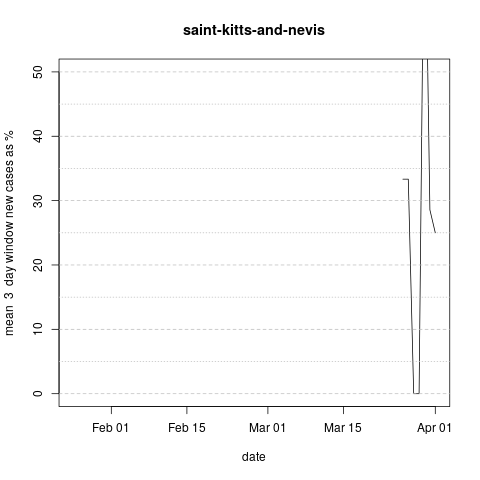 saint-kitts-and-nevis
mean 3 day window new cases as %
50
40
30
20
10
0
Feb 01 Feb 15 Mar 01 Mar 15 Apr 01
date